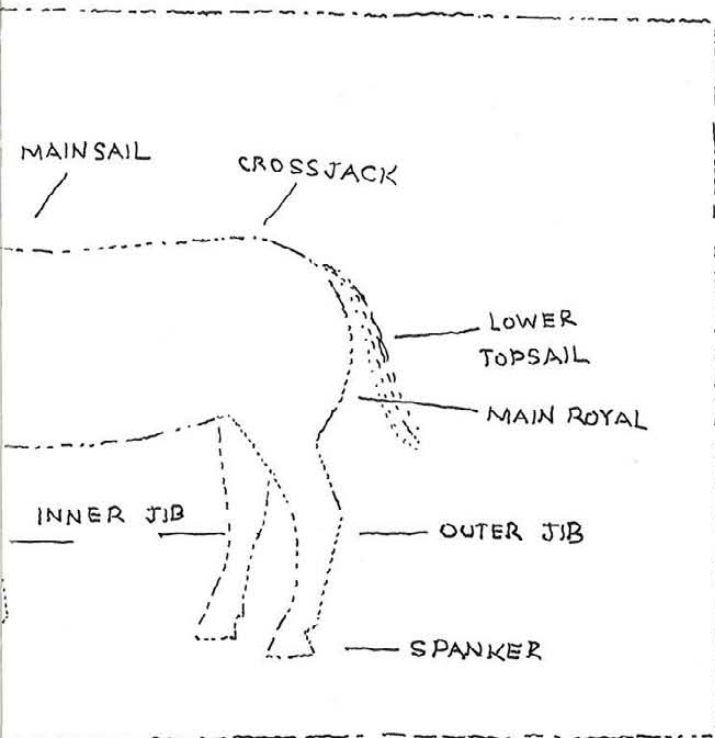 MAINSAIL
CROSSJACK
LOWER
TOPSAIL
MAIN ROYAL
INNER JIB
OUTER JIB
SPANKER